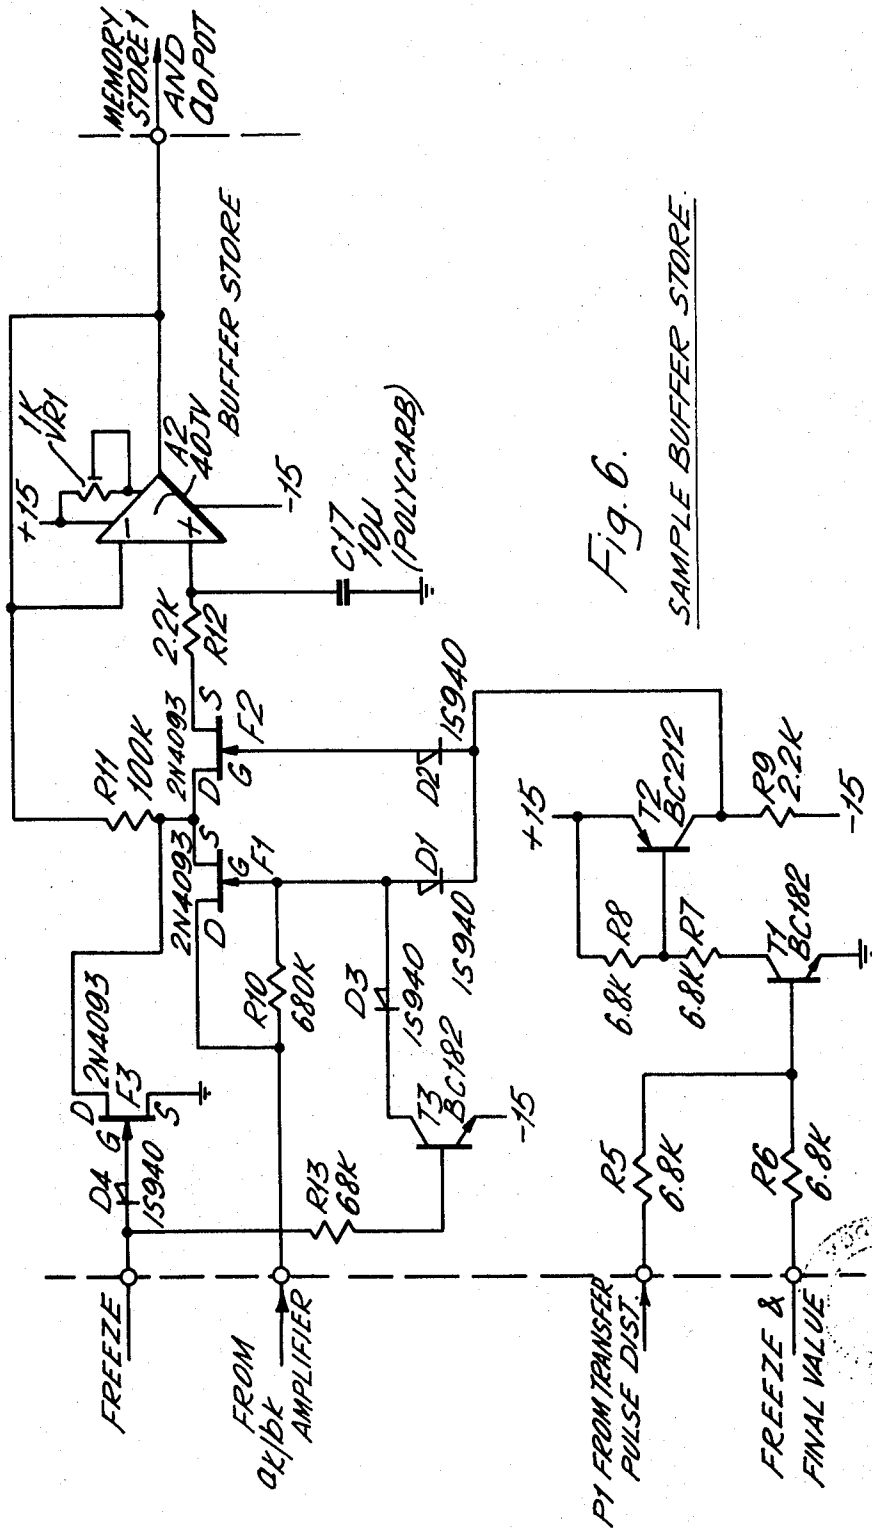 FREEZE
FROM
ak/bk
AMPLIFIER
P1 FROM TRANSFER
PULSE DIST.
FREEZE &
FINAL VALUE
D4
1S940
G
D
S
F3
2N4093
R13
68K
T3
BC182
-15
R10
680K
D3
1S940
2N4093
D
S
G
F1
D1
1S940
R11
100K
2N4093
D
S
G
F2
D2
1S940
2.2K
R12
C17
10U
(POLYCARB)
+15
1K
VR1
-
+
A2
40JV
-15
BUFFER STORE
MEMORY
STORE 1
AND
a0 POT
R5
6.8K
R6
6.8K
6.8K
R8
6.8K
R7
T1
BC182
+15
T2
BC212
R9
2.2K
-15
Fig. 6.
SAMPLE BUFFER STORE.